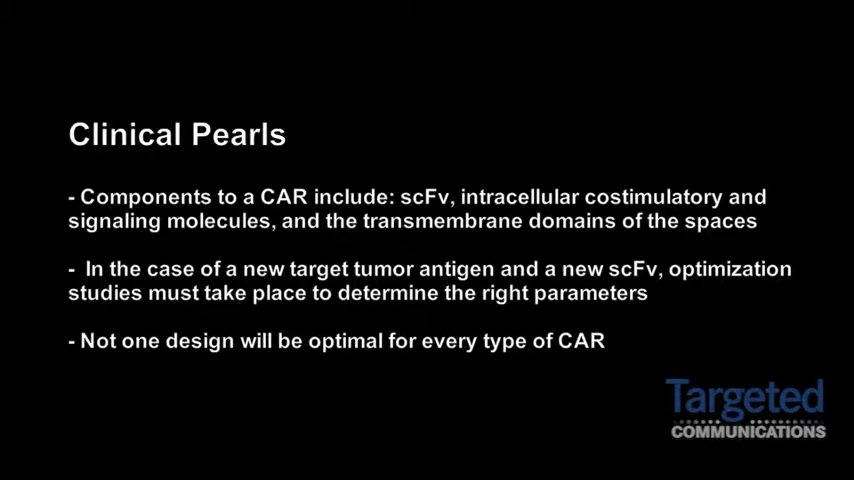 Clinical Pearls
- Components to a CAR include: scFv, intracellular costimulatory and
signaling molecules, and the transmembrane domains of the spaces
- In the case of a new target tumor antigen and a new scFv, optimization
studies must take place to determine the right parameters
- Not one design will be optimal for every type of CAR
Targeted
COMMUNICATIONS